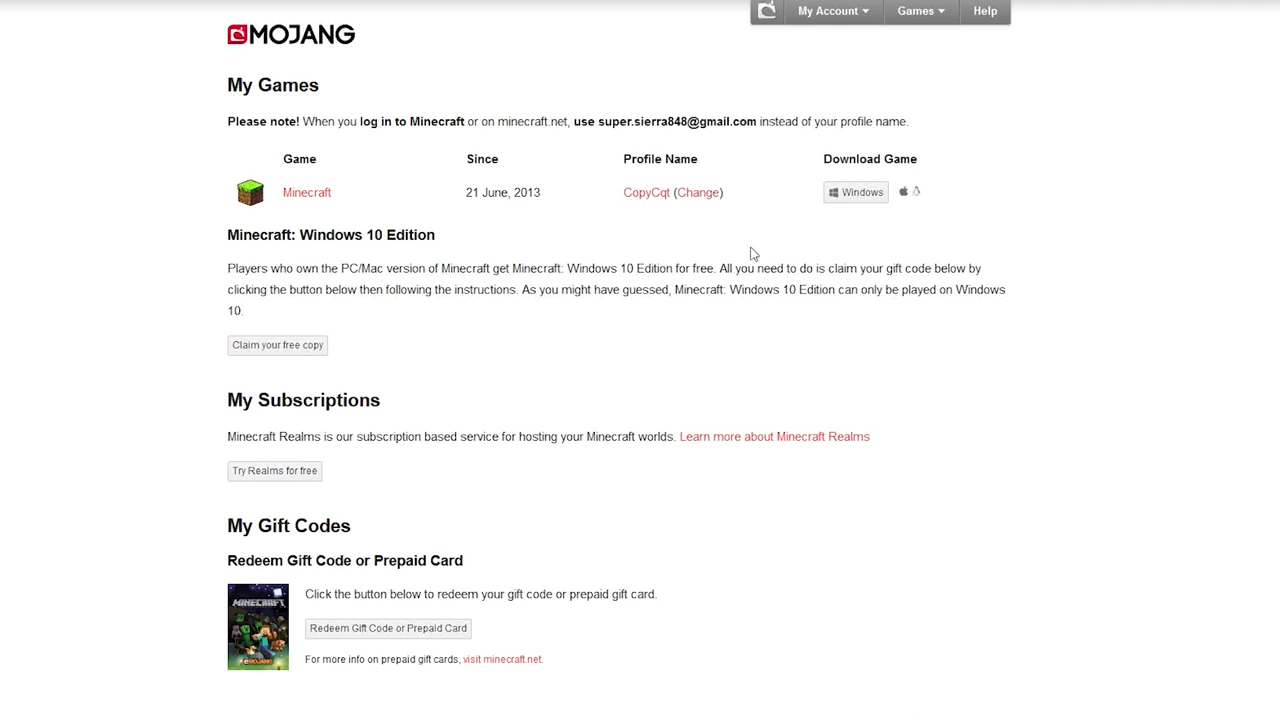 My Account Games Help
MOJANG
My Games
Please note! When you log in to Minecraft or on minecraft.net, use super.sierra848@gmail.com instead of your profile name.
Game Since Profile Name Download Game
Minecraft 21 June, 2013 CopyCqt (Change) Windows
Minecraft: Windows 10 Edition
Players who own the PC/Mac version of Minecraft get Minecraft: Windows 10 Edition for free. All you need to do is claim your gift code below by
clicking the button below then following the instructions. As you might have guessed, Minecraft: Windows 10 Edition can only be played on Windows
10.
Claim your free copy
My Subscriptions
Minecraft Realms is our subscription based service for hosting your Minecraft worlds. Learn more about Minecraft Realms
Try Realms for free
My Gift Codes
Redeem Gift Code or Prepaid Card
MINECRAFT
Click the button below to redeem your gift code or prepaid gift card.
Redeem Gift Code or Prepaid Card
MOJANG
For more info on prepaid gift cards, visit minecraft.net.